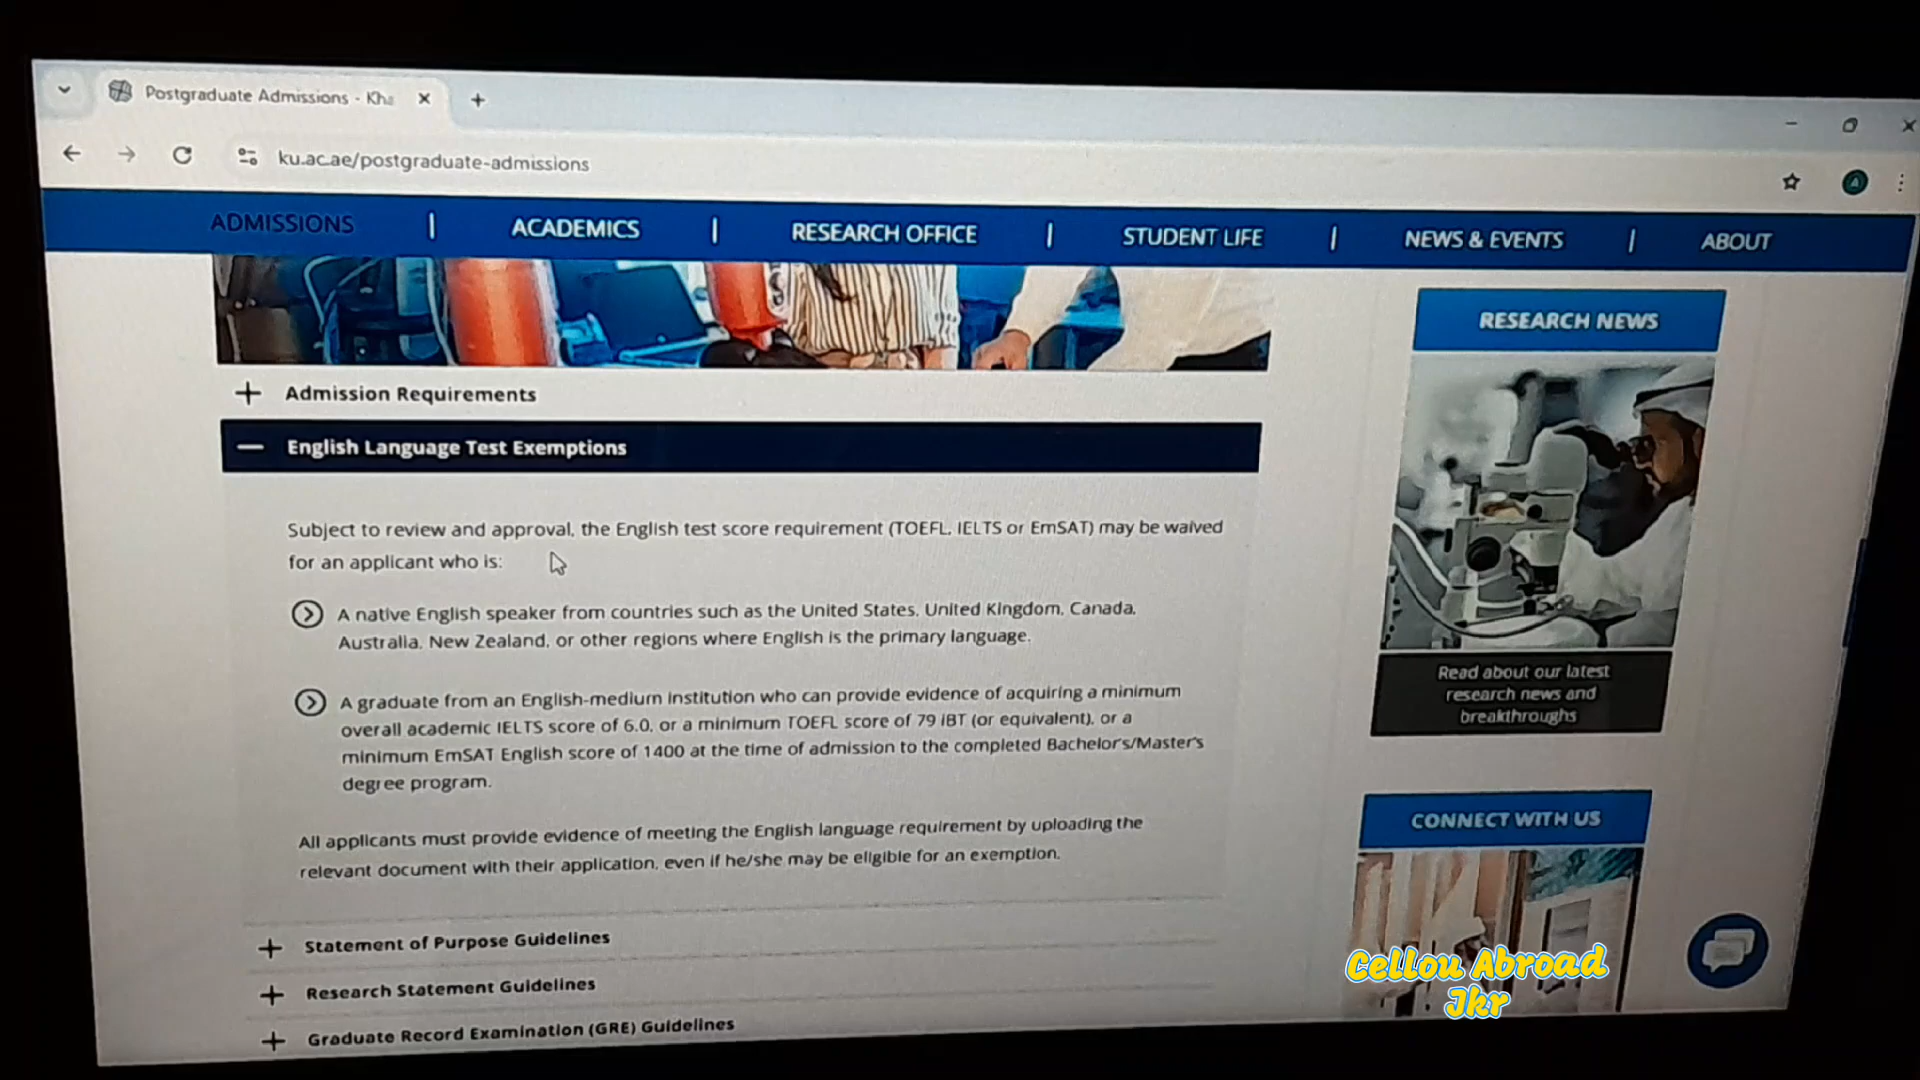 Postgraduate Admissions - Kha
ku.ac.ae/postgraduate-admissions
ADMISSIONS | ACADEMICS | RESEARCH OFFICE | STUDENT LIFE | NEWS & EVENTS | ABOUT
Admission Requirements
English Language Test Exemptions
Subject to review and approval, the English test score requirement (TOEFL, IELTS or EmSAT) may be waived
for an applicant who is:
A native English speaker from countries such as the United States, United Kingdom, Canada,
Australia, New Zealand, or other regions where English is the primary language.
A graduate from an English-medium institution who can provide evidence of acquiring a minimum
overall academic IELTS score of 6.0, or a minimum TOEFL score of 79 iBT (or equivalent), or a
minimum EmSAT English score of 1400 at the time of admission to the completed Bachelor's/Master's
degree program.
All applicants must provide evidence of meeting the English language requirement by uploading the
relevant document with their application, even if he/she may be eligible for an exemption.
Statement of Purpose Guidelines
Research Statement Guidelines
Graduate Record Examination (GRE) Guidelines
RESEARCH NEWS
Read about our latest
research news and
breakthroughs
CONNECT WITH US
Cellou Abroad
Jkr